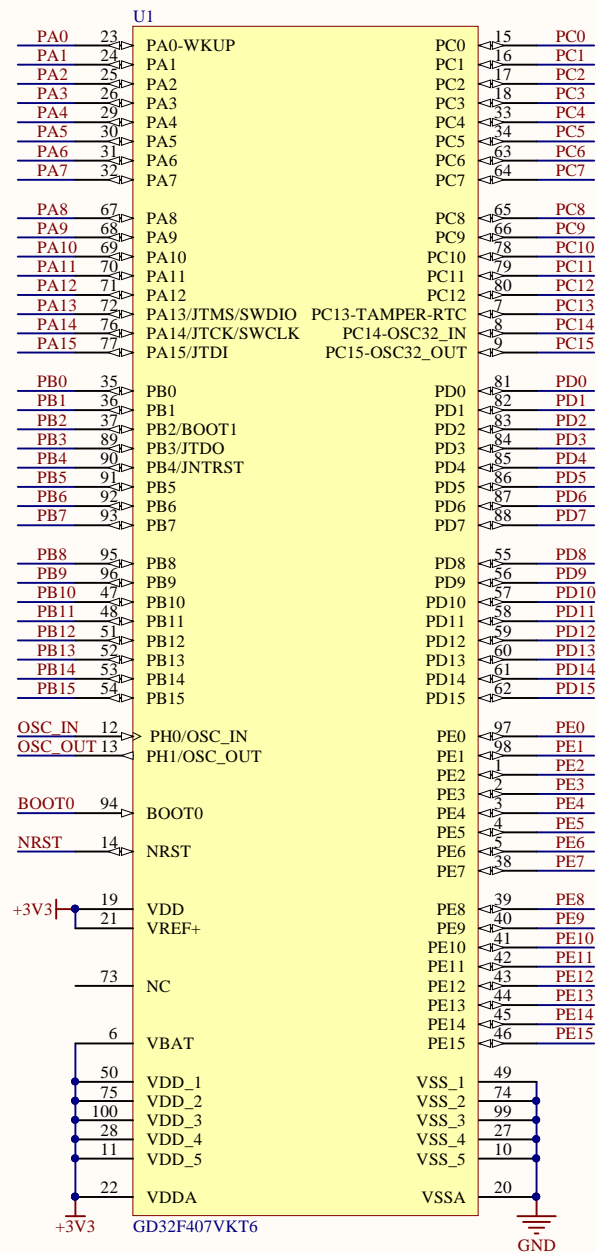 U1
PA0 23 PA0-WKUP PC0 15 PC0
PA1 24 PA1 PC1 16 PC1
PA2 25 PA2 PC2 17 PC2
PA3 26 PA3 PC3 18 PC3
PA4 29 PA4 PC4 33 PC4
PA5 30 PA5 PC5 34 PC5
PA6 31 PA6 PC6 63 PC6
PA7 32 PA7 PC7 64 PC7
PA8 67 PA8 PC8 65 PC8
PA9 68 PA9 PC9 66 PC9
PA10 69 PA10 PC10 78 PC10
PA11 70 PA11 PC11 79 PC11
PA12 71 PA12 PC12 80 PC12
PA13 72 PA13/JTMS/SWDIO PC13-TAMPER-RTC 7 PC13
PA14 76 PA14/JTCK/SWCLK PC14-OSC32_IN 8 PC14
PA15 77 PA15/JTDI PC15-OSC32_OUT 9 PC15
PB0 35 PB0 PD0 81 PD0
PB1 36 PB1 PD1 82 PD1
PB2 37 PB2/BOOT1 PD2 83 PD2
PB3 89 PB3/JTDO PD3 84 PD3
PB4 90 PB4/JNTRST PD4 85 PD4
PB5 91 PB5 PD5 86 PD5
PB6 92 PB6 PD6 87 PD6
PB7 93 PB7 PD7 88 PD7
PB8 95 PB8 PD8 55 PD8
PB9 96 PB9 PD9 56 PD9
PB10 47 PB10 PD10 57 PD10
PB11 48 PB11 PD11 58 PD11
PB12 51 PB12 PD12 59 PD12
PB13 52 PB13 PD13 60 PD13
PB14 53 PB14 PD14 61 PD14
PB15 54 PB15 PD15 62 PD15
OSC_IN 12 PH0/OSC_IN PE0 97 PE0
OSC_OUT 13 PH1/OSC_OUT PE1 98 PE1
PE2 1 PE2
PE3 2 PE3
BOOT0 94 BOOT0 PE4 3 PE4
PE5 4 PE5
NRST 14 NRST PE6 5 PE6
PE7 38 PE7
+3V3 19 VDD PE8 39 PE8
21 VREF+ PE9 40 PE9
PE10 41 PE10
PE11 42 PE11
73 NC PE12 43 PE12
PE13 44 PE13
PE14 45 PE14
6 VBAT PE15 46 PE15
50 VDD_1 VSS_1 49
75 VDD_2 VSS_2 74
100 VDD_3 VSS_3 99
28 VDD_4 VSS_4 27
11 VDD_5 VSS_5 10
22 VDDA VSSA 20
+3V3 GD32F407VKT6
GND